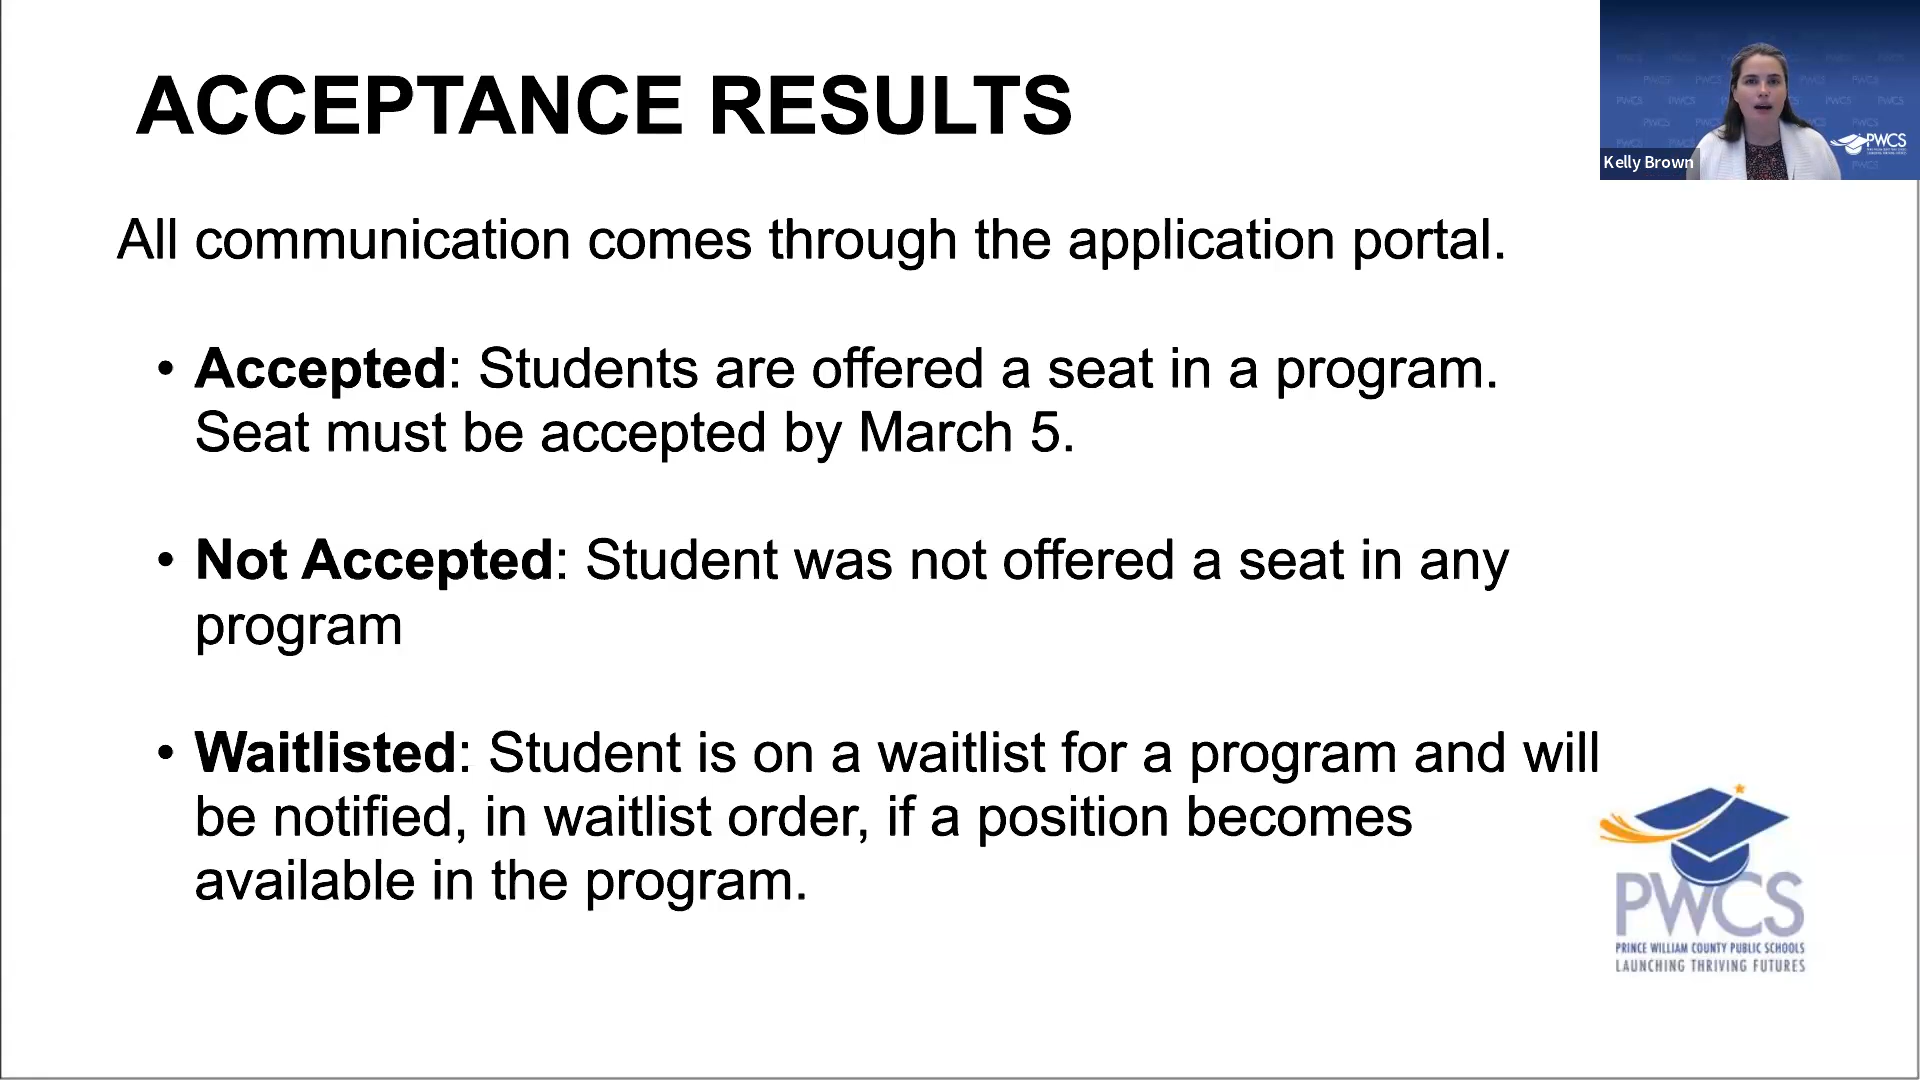 ACCEPTANCE RESULTS
All communication comes through the application portal.
• Accepted: Students are offered a seat in a program.
Seat must be accepted by March 5.
• Not Accepted: Student was not offered a seat in any
program
• Waitlisted: Student is on a waitlist for a program and will
be notified, in waitlist order, if a position becomes
available in the program.
Kelly Brown
PWCS
PWCS
PRINCE WILLIAM COUNTY PUBLIC SCHOOLS
LAUNCHING THRIVING FUTURES